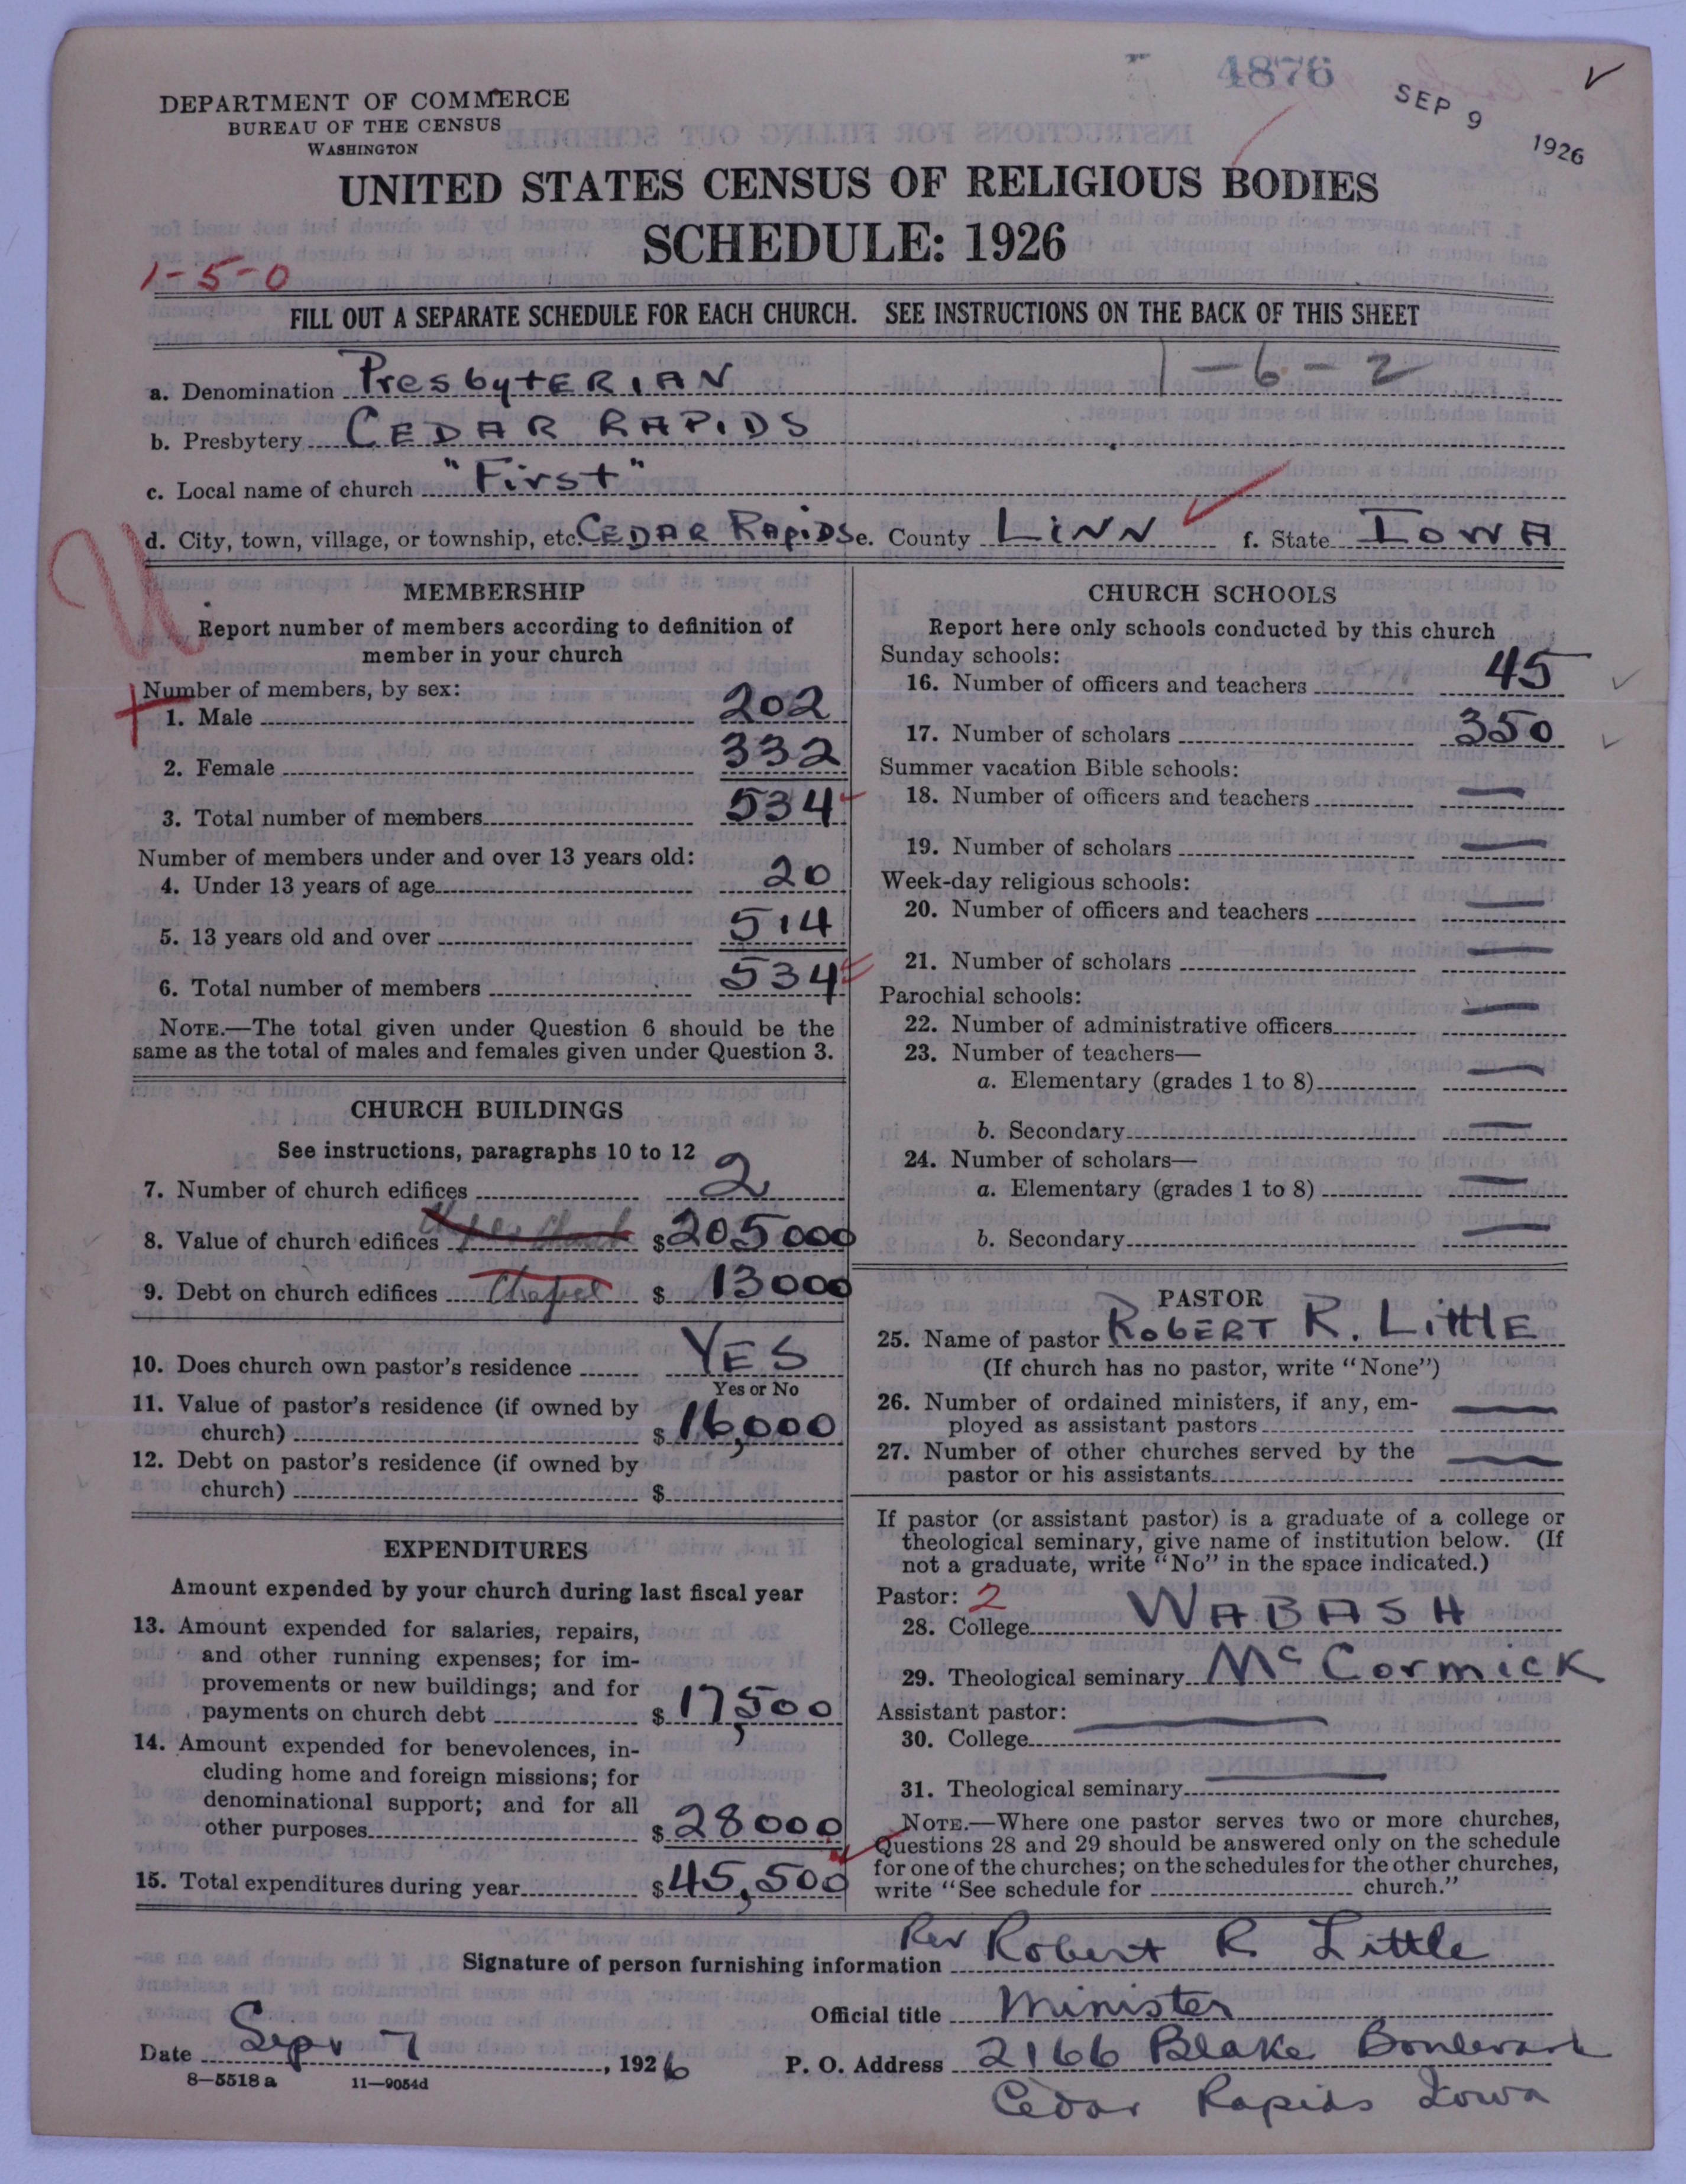 4876
SEP 9 1926
DEPARTMENT OF COMMERCE
BUREAU OF THE CENSUS
WASHINGTON
UNITED STATES CENSUS OF RELIGIOUS BODIES
SCHEDULE: 1926
1-5-0
FILL OUT A SEPARATE SCHEDULE FOR EACH CHURCH. SEE INSTRUCTIONS ON THE BACK OF THIS SHEET
1-6-2
a. Denomination PresbyTERIAN
b. Presbytery CEDAR RAPIDS
c. Local name of church "First"
d. City, town, village, or township, etc. CEDAR RAPiDS e. County LiNN f. State IOWA
MEMBERSHIP
Report number of members according to definition of
member in your church
Number of members, by sex:
1. Male 202
2. Female 332
3. Total number of members 534
Number of members under and over 13 years old:
4. Under 13 years of age 20
5. 13 years old and over 514
6. Total number of members 534
NOTE.—The total given under Question 6 should be the
same as the total of males and females given under Question 3.
CHURCH BUILDINGS
See instructions, paragraphs 10 to 12
7. Number of church edifices 2
8. Value of church edifices $205000
9. Debt on church edifices Chapel $13000
10. Does church own pastor's residence YES
Yes or No
11. Value of pastor's residence (if owned by
church) $16,000
12. Debt on pastor's residence (if owned by
church) $
EXPENDITURES
Amount expended by your church during last fiscal year
13. Amount expended for salaries, repairs,
and other running expenses; for im-
provements or new buildings; and for
payments on church debt $17,500
14. Amount expended for benevolences, in-
cluding home and foreign missions; for
denominational support; and for all
other purposes $28000
15. Total expenditures during year $45,500
CHURCH SCHOOLS
Report here only schools conducted by this church
Sunday schools:
16. Number of officers and teachers 45
17. Number of scholars 350
Summer vacation Bible schools:
18. Number of officers and teachers —
19. Number of scholars —
Week-day religious schools:
20. Number of officers and teachers —
21. Number of scholars —
Parochial schools:
22. Number of administrative officers —
23. Number of teachers—
a. Elementary (grades 1 to 8) —
b. Secondary —
24. Number of scholars—
a. Elementary (grades 1 to 8) —
b. Secondary —
PASTOR
25. Name of pastor RobERT R. LittlE
(If church has no pastor, write "None")
26. Number of ordained ministers, if any, em-
ployed as assistant pastors —
27. Number of other churches served by the
pastor or his assistants —
If pastor (or assistant pastor) is a graduate of a college or
theological seminary, give name of institution below. (If
not a graduate, write "No" in the space indicated.)
Pastor: 2
28. College WABASH
29. Theological seminary McCormicK
Assistant pastor:
30. College —
31. Theological seminary —
NOTE.—Where one pastor serves two or more churches,
Questions 28 and 29 should be answered only on the schedule
for one of the churches; on the schedules for the other churches,
write "See schedule for church."
Signature of person furnishing information Rev Robert R. Little
Official title Minister
Date Sep 7, 1926 P. O. Address 2166 Blake Boulevard
Cedar Rapids Iowa
8—5518 a 11—9054d